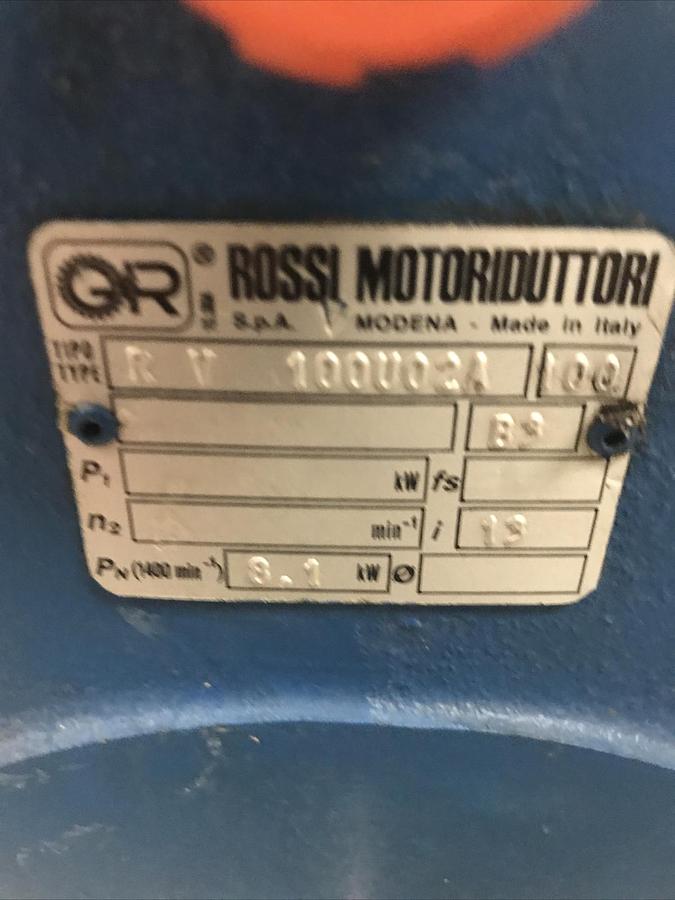 GR ® ROSSI MOTORIDUTTORI
S.p.A. MODENA - Made in Italy
TIPO
TYPE R V 100U02A 100
B3
P₁ kW fs
n₂ min⁻¹ i 13
Pɴ (1400 min⁻¹) 8.1 kW Ø